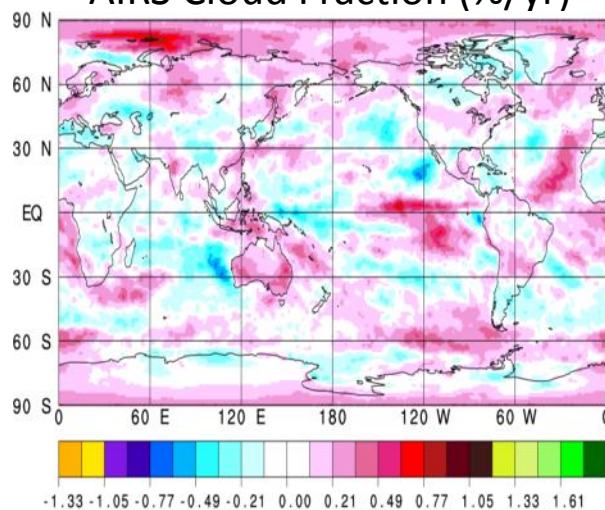 AIRS Cloud Fraction (%/yr)
90 N
60 N
30 N
EQ
30 S
60 S
90 S
0 60 E 120 E 180 120 W 60 W 0
-1.33 -1.05 -0.77 -0.49 -0.21 0.00 0.21 0.49 0.77 1.05 1.33 1.61